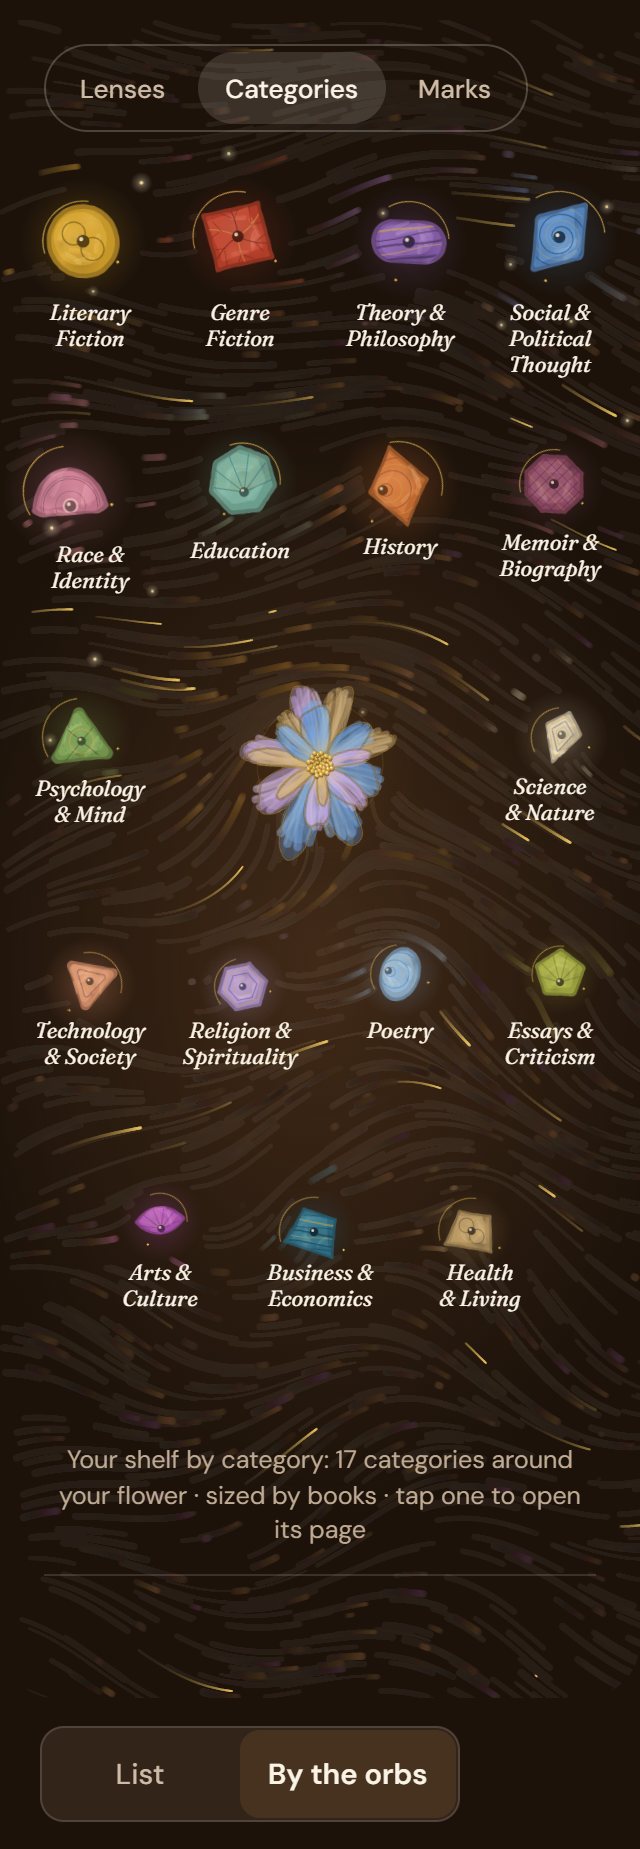 Lenses
Categories
Marks
Literary
Fiction
Genre
Fiction
Theory &
Philosophy
Social &
Political
Thought
Race &
Identity
Education
History
Memoir &
Biography
Psychology
& Mind
Science
& Nature
Technology
& Society
Religion &
Spirituality
Poetry
Essays &
Criticism
Arts &
Culture
Business &
Economics
Health
& Living
Your shelf by category: 17 categories around
your flower · sized by books · tap one to open
its page
List
By the orbs